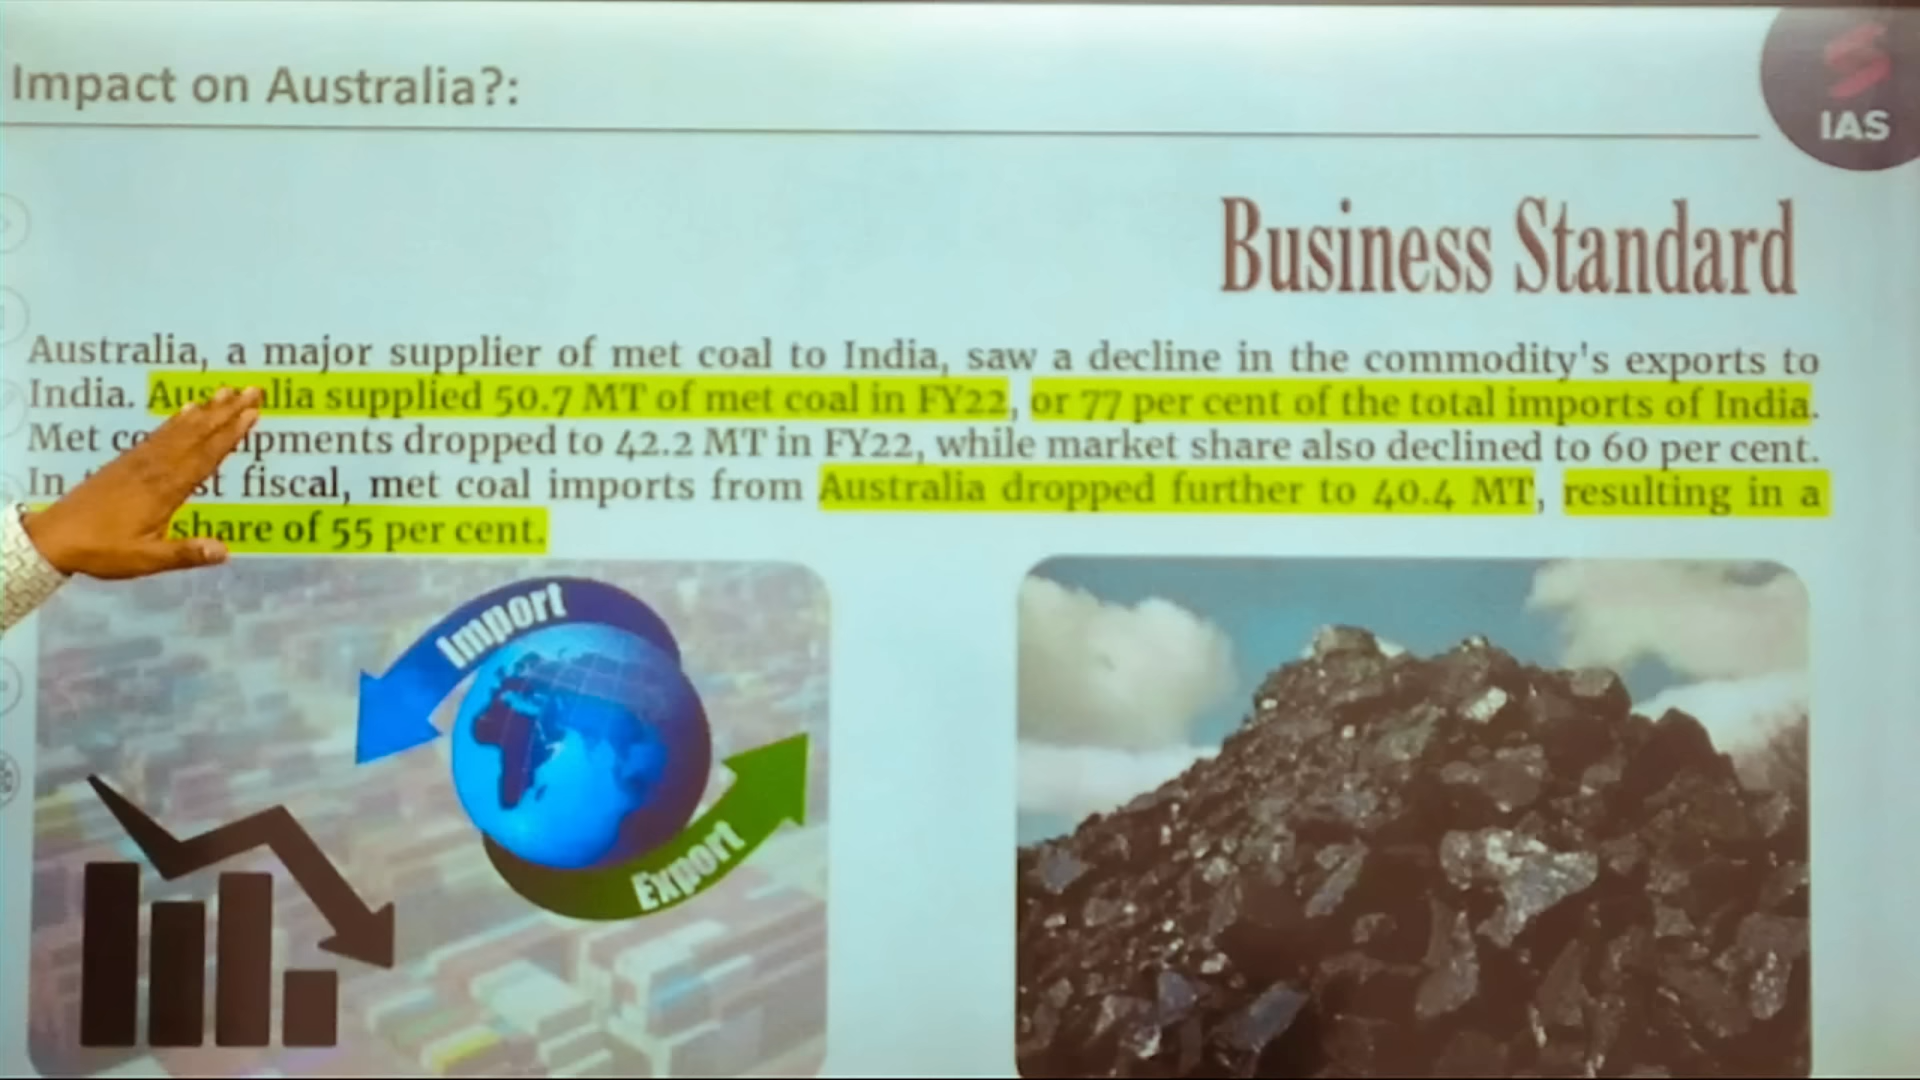 Impact on Australia?:
IAS
Business Standard
Australia, a major supplier of met coal to India, saw a decline in the commodity's exports to
India. Australia supplied 50.7 MT of met coal in FY22, or 77 per cent of the total imports of India.
Met dropped to 42.2 MT in FY22, while market share also declined to 60 per cent.
In fiscal, met coal imports from Australia dropped further to 40.4 MT, resulting in a
share of 55 per cent.
Import
Export